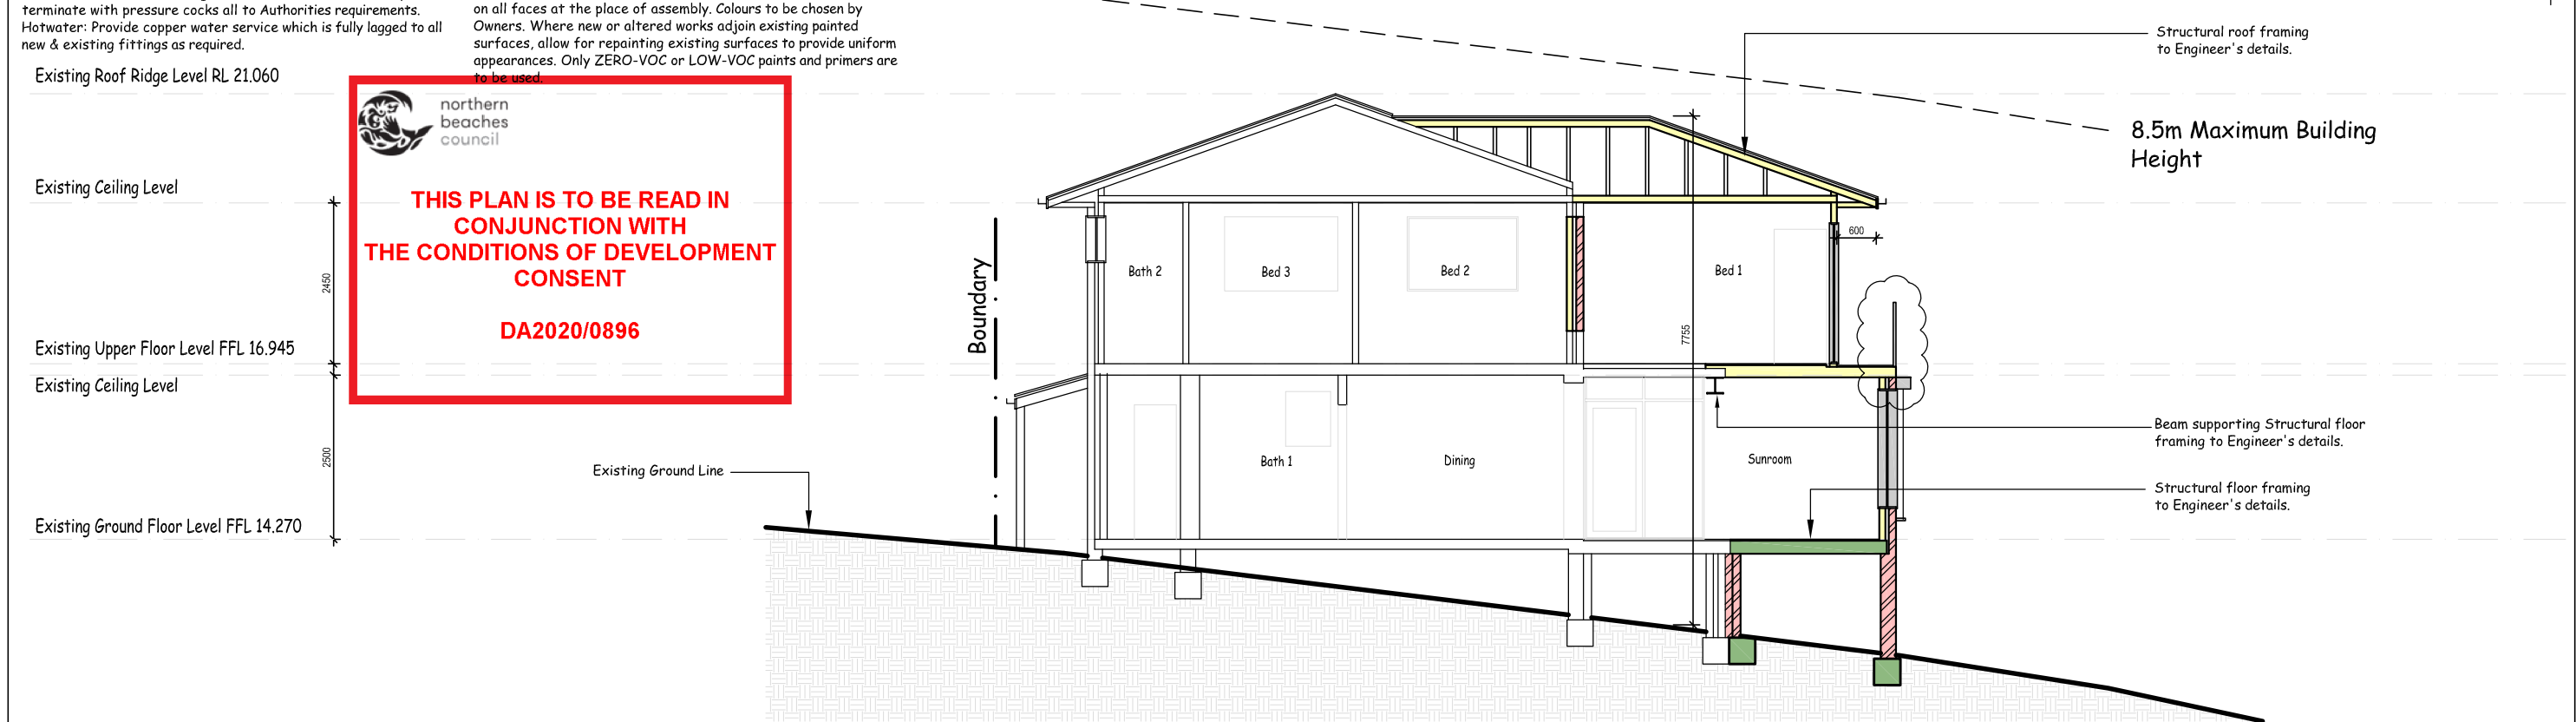 terminate with pressure cocks all to Authorities requirements.
Hotwater: Provide copper water service which is fully lagged to all
new & existing fittings as required.
on all faces at the place of assembly. Colours to be chosen by
Owners. Where new or altered works adjoin existing painted
surfaces, allow for repainting existing surfaces to provide uniform
appearances. Only ZERO-VOC or LOW-VOC paints and primers are
to be used.
Existing Roof Ridge Level RL 21.060
Existing Ceiling Level
2450
Existing Upper Floor Level FFL 16.945
Existing Ceiling Level
2500
Existing Ground Floor Level FFL 14.270
northern
beaches
council
THIS PLAN IS TO BE READ IN
CONJUNCTION WITH
THE CONDITIONS OF DEVELOPMENT
CONSENT
DA2020/0896
Existing Ground Line
Boundary
Bath 2
Bed 3
Bed 2
Bed 1
600
7755
Bath 1
Dining
Sunroom
Structural roof framing
to Engineer's details.
8.5m Maximum Building
Height
Beam supporting Structural floor
framing to Engineer's details.
Structural floor framing
to Engineer's details.